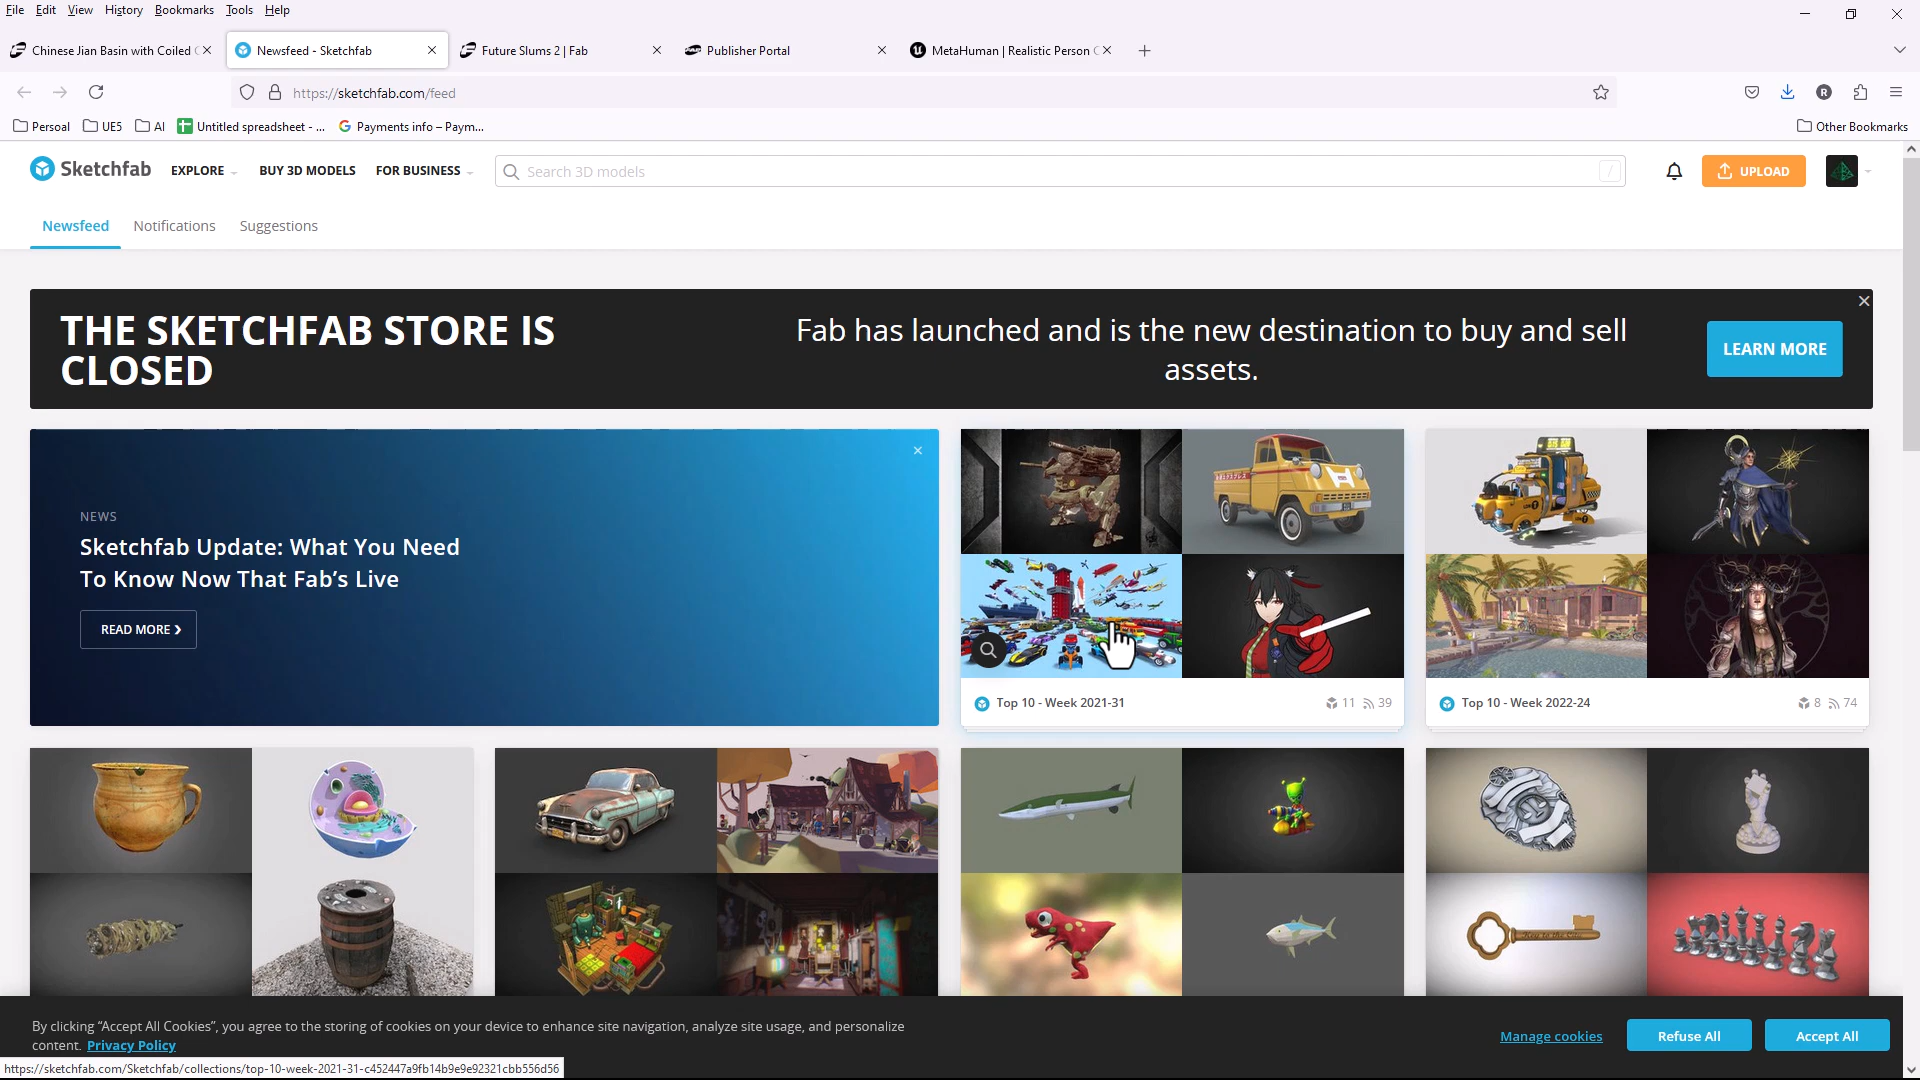 File Edit View History Bookmarks Tools Help
Chinese Jian Basin with Coiled
Newsfeed - Sketchfab
Future Slums 2 | Fab
Publisher Portal
MetaHuman | Realistic Person
https://sketchfab.com/feed
R
Persoal
UE5
AI
Untitled spreadsheet - ...
Payments info – Paym...
Other Bookmarks
Sketchfab
EXPLORE
BUY 3D MODELS
FOR BUSINESS
Search 3D models
/
UPLOAD
Newsfeed
Notifications
Suggestions
THE SKETCHFAB STORE IS
CLOSED
Fab has launched and is the new destination to buy and sell
assets.
LEARN MORE
NEWS
Sketchfab Update: What You Need
To Know Now That Fab’s Live
READ MORE ❯
Top 10 - Week 2021-31
11
39
Top 10 - Week 2022-24
8
74
By clicking “Accept All Cookies”, you agree to the storing of cookies on your device to enhance site navigation, analyze site usage, and personalize
content. Privacy Policy
Manage cookies
Refuse All
Accept All
https://sketchfab.com/Sketchfab/collections/top-10-week-2021-31-c452447a9fb14b9e9e92321cbb556d56